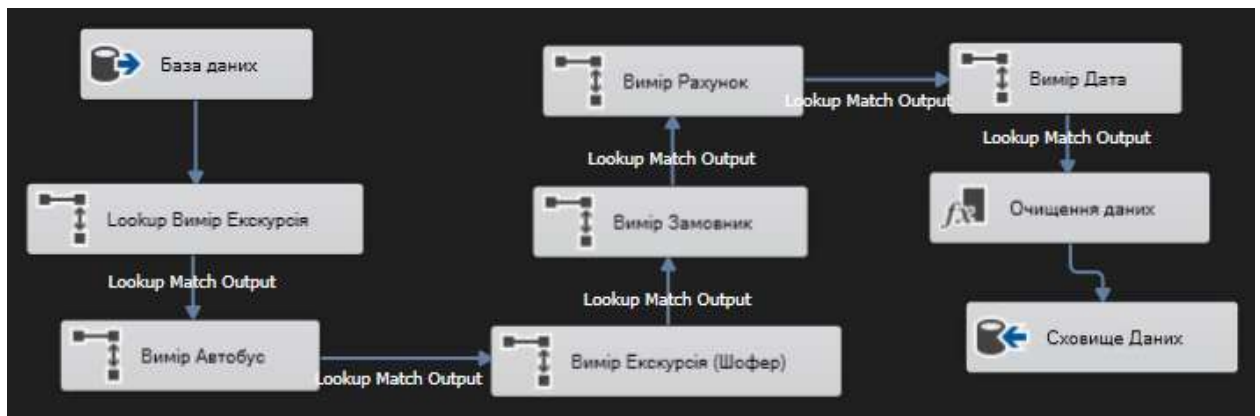 База даних
Lookup Вимір Екскурсія
Lookup Match Output
Вимір Автобус
Lookup Match Output
Вимір Екскурсія (Шофер)
Lookup Match Output
Вимір Замовник
Lookup Match Output
Вимір Рахунок
Lookup Match Output
Вимір Дата
Lookup Match Output
fx
Очищення даних
Сховище Даних